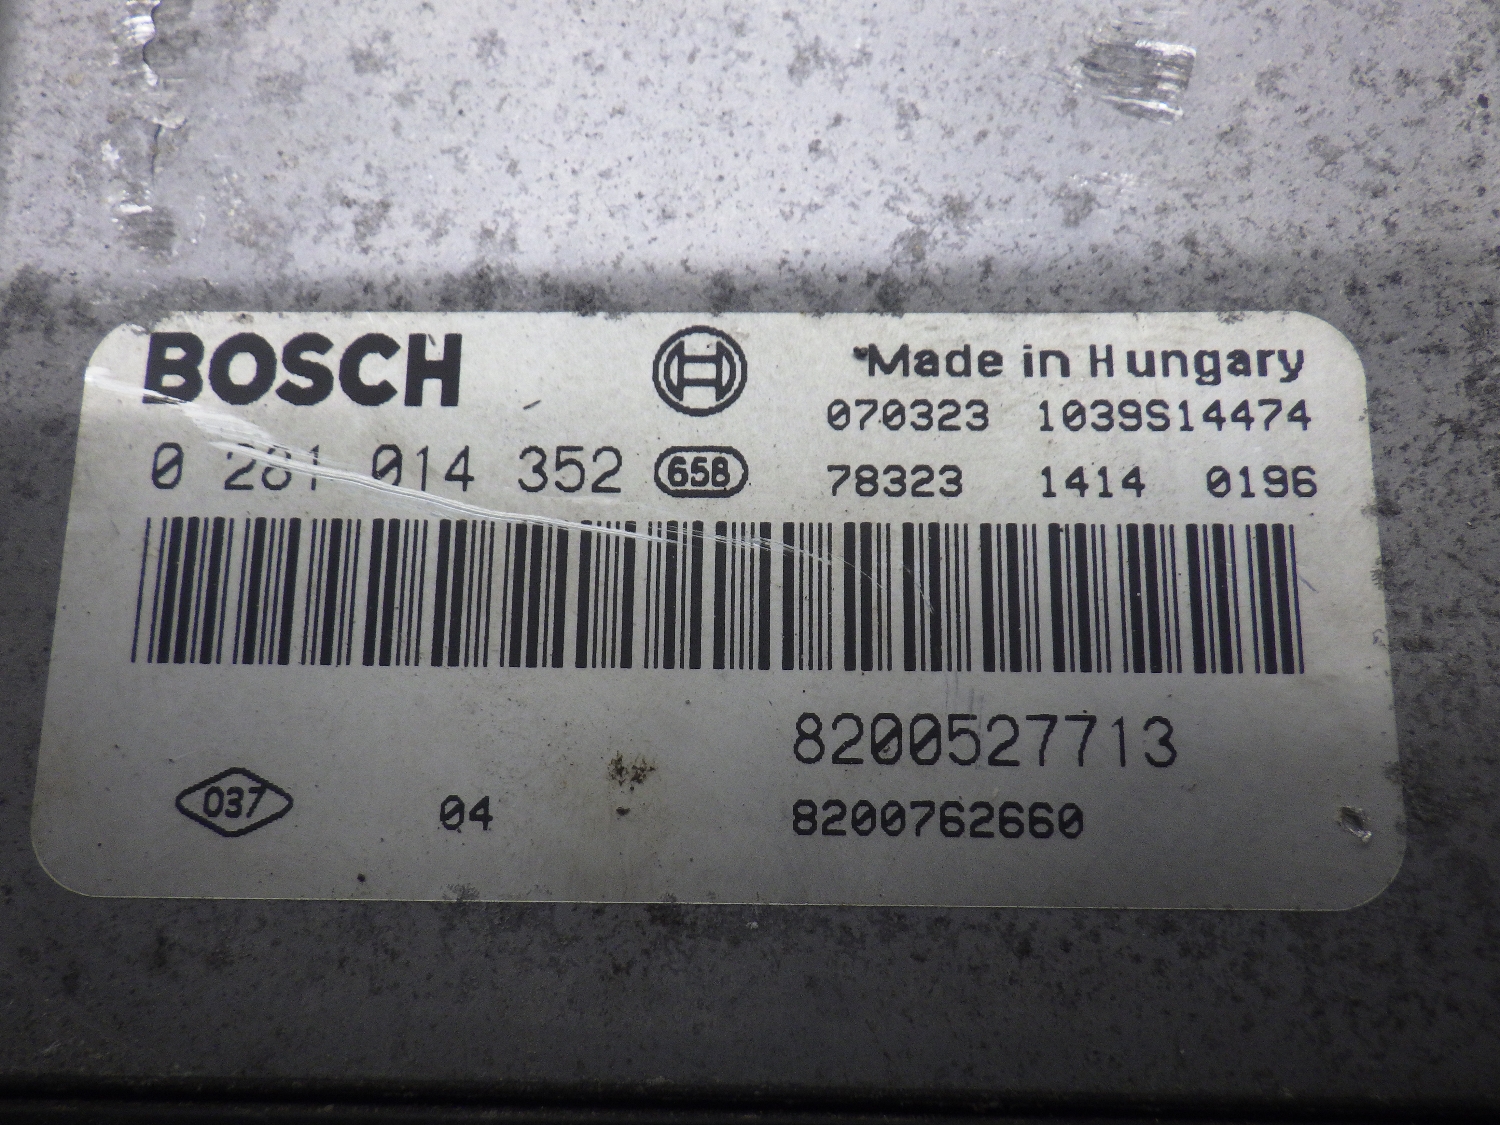 BOSCH
Made in Hungary
070323 1039S14474
0 281 014 352 658
78323 1414 0196
8200527713
037 04 8200762660